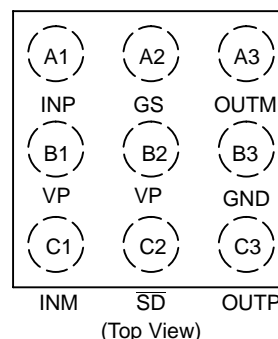 A1 A2 A3
INP GS OUTM
B1 B2 B3
VP VP GND
C1 C2 C3
INM S̅D̅ OUTP
(Top View)